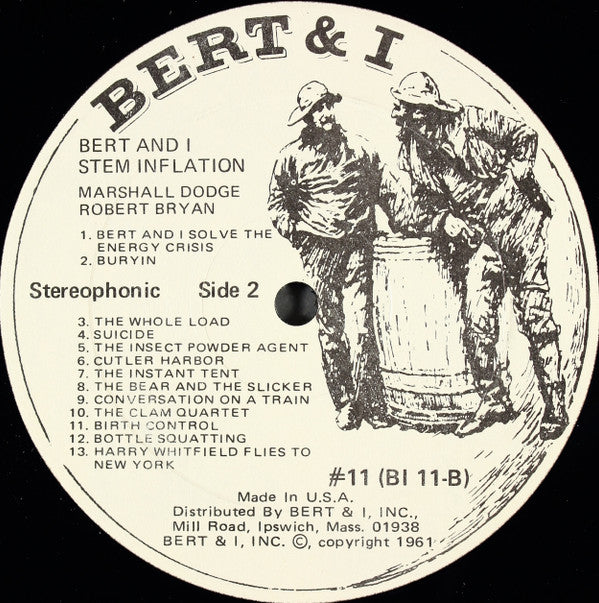 BERT & I
BERT AND I
STEM INFLATION
MARSHALL DODGE
ROBERT BRYAN
1. BERT AND I SOLVE THE
ENERGY CRISIS
2. BURYIN
Stereophonic Side 2
3. THE WHOLE LOAD
4. SUICIDE
5. THE INSECT POWDER AGENT
6. CUTLER HARBOR
7. THE INSTANT TENT
8. THE BEAR AND THE SLICKER
9. CONVERSATION ON A TRAIN
10. THE CLAM QUARTET
11. BIRTH CONTROL
12. BOTTLE SQUATTING
13. HARRY WHITFIELD FLIES TO
NEW YORK
#11 (BI 11-B)
Made In U.S.A.
Distributed By BERT & I, INC.,
Mill Road, Ipswich, Mass. 01938
BERT & I, INC. ©, copyright 1961